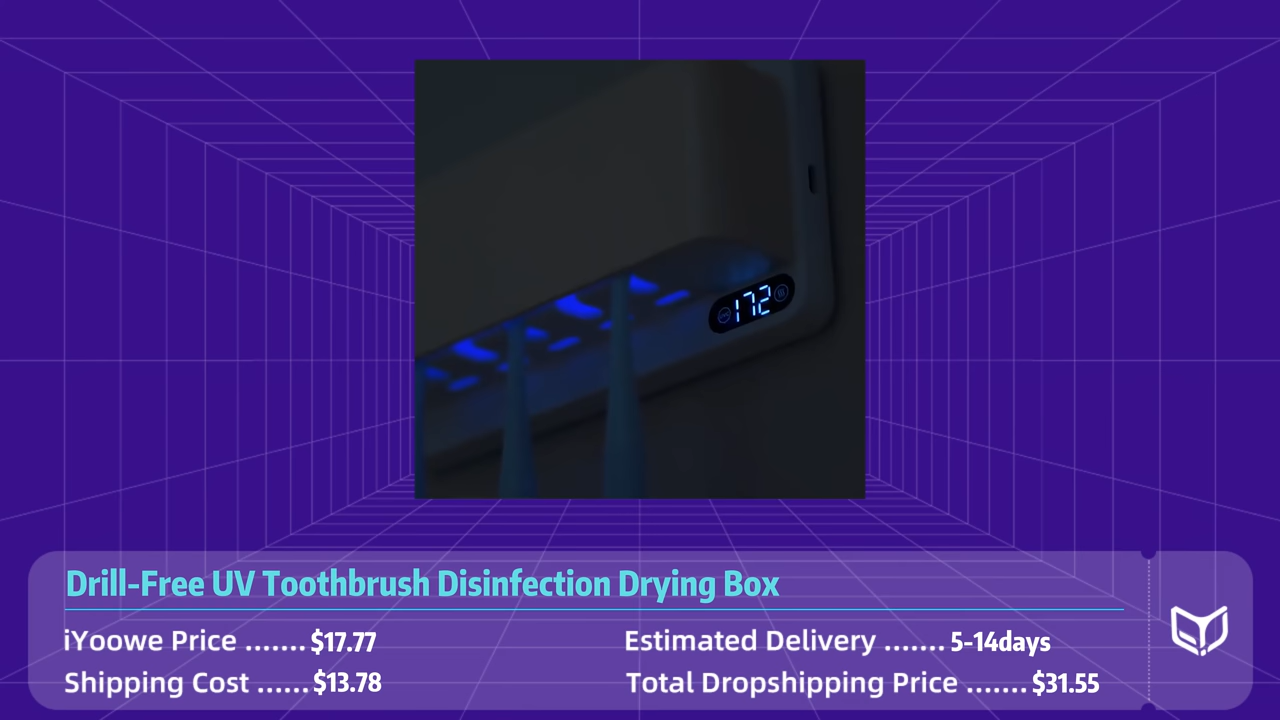 172
Drill-Free UV Toothbrush Disinfection Drying Box
iYoowe Price ....... $17.77
Estimated Delivery ....... 5-14days
Shipping Cost ...... $13.78
Total Dropshipping Price ....... $31.55